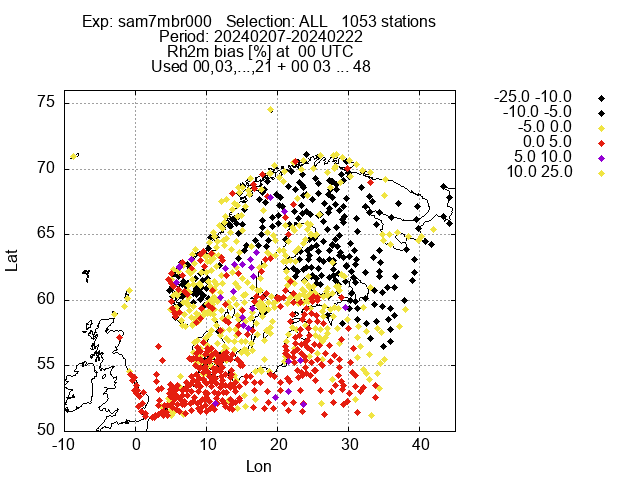 Exp: sam7mbr000   Selection: ALL   1053 stations
Period: 20240207-20240222
Rh2m bias [%] at  00 UTC
Used 00,03,...,21 + 00 03 ... 48
-25.0 -10.0
-10.0 -5.0
-5.0 0.0
0.0 5.0
5.0 10.0
10.0 25.0
75
70
65
60
55
50
Lat
-10 0 10 20 30 40
Lon